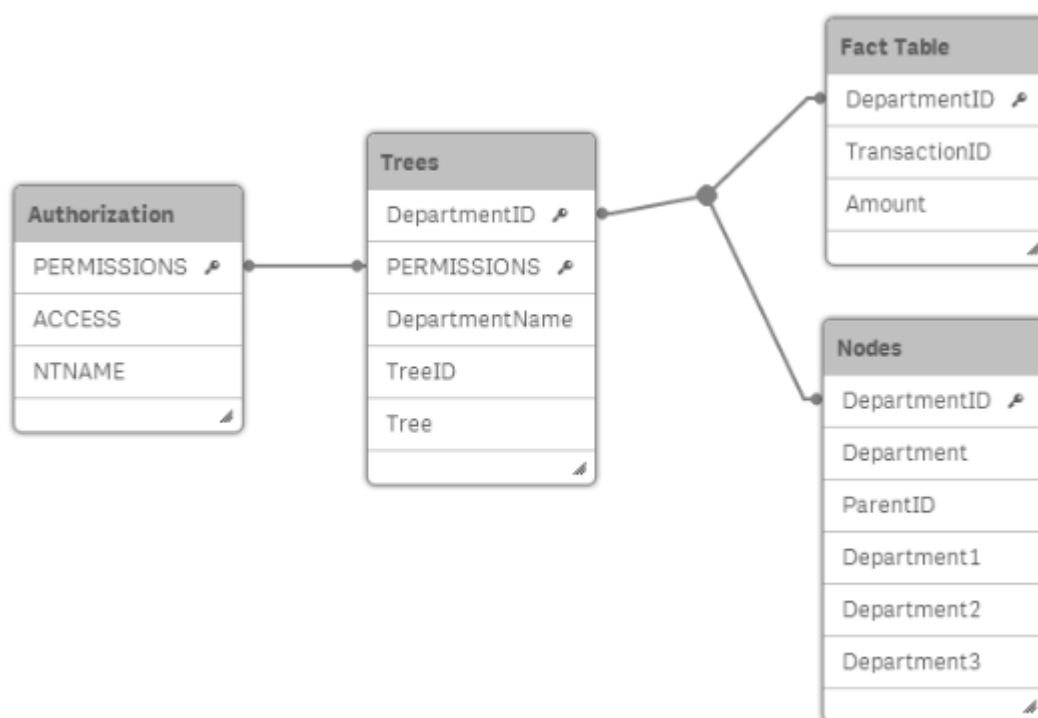 Authorization
PERMISSIONS
ACCESS
NTNAME
Trees
DepartmentID
PERMISSIONS
DepartmentName
TreeID
Tree
Fact Table
DepartmentID
TransactionID
Amount
Nodes
DepartmentID
Department
ParentID
Department1
Department2
Department3